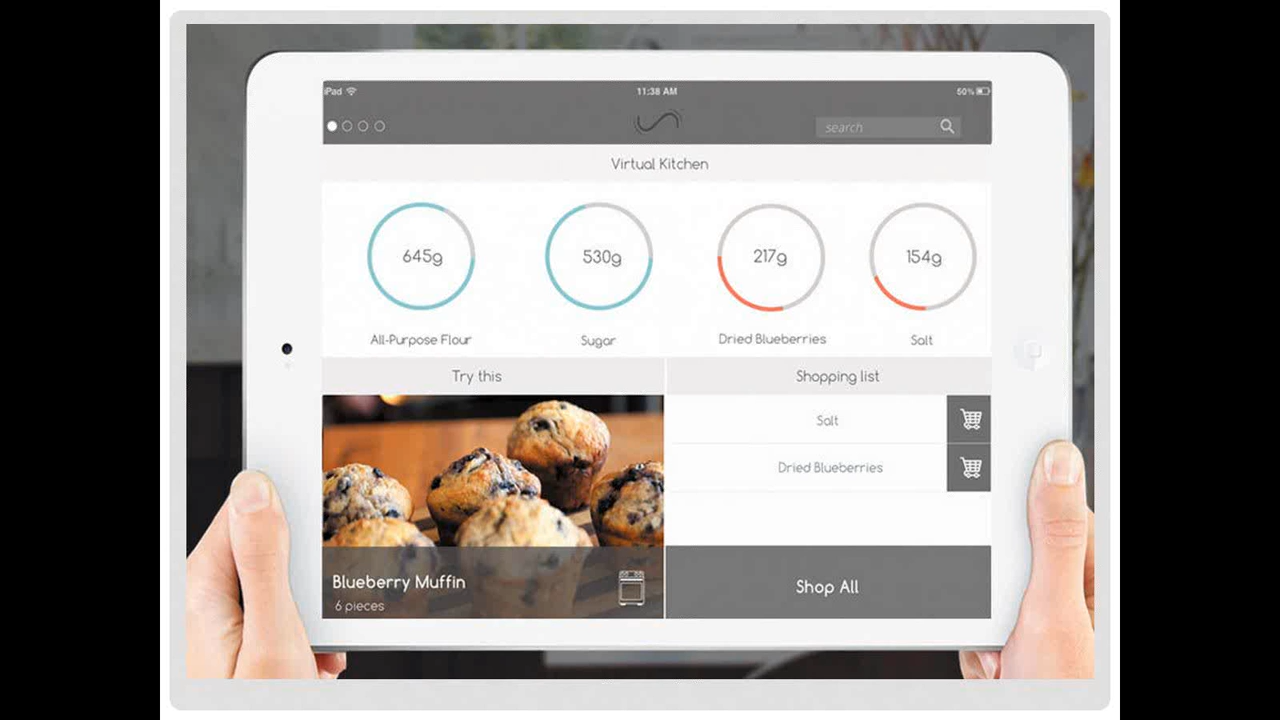 iPad 11:38 AM 50%
search
Virtual Kitchen
645g 530g 217g 154g
All-Purpose Flour Sugar Dried Blueberries Salt
Try this Shopping list
Salt
Dried Blueberries
Blueberry Muffin
6 pieces
Shop All